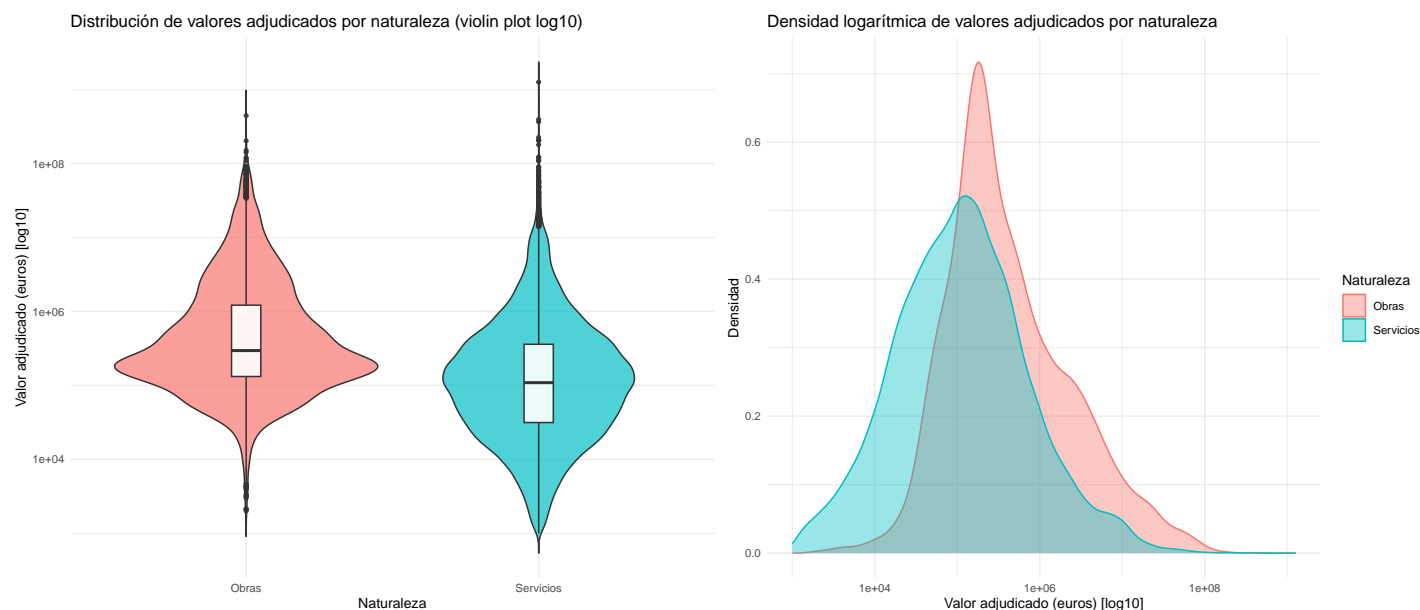 Distribución de valores adjudicados por naturaleza (violin plot log10)
Valor adjudicado (euros) [log10]
1e+08
1e+06
1e+04
Obras
Servicios
Naturaleza
Densidad logarítmica de valores adjudicados por naturaleza
Densidad
0.6
0.4
0.2
0.0
1e+04
1e+06
1e+08
Valor adjudicado (euros) [log10]
Naturaleza
Obras
Servicios